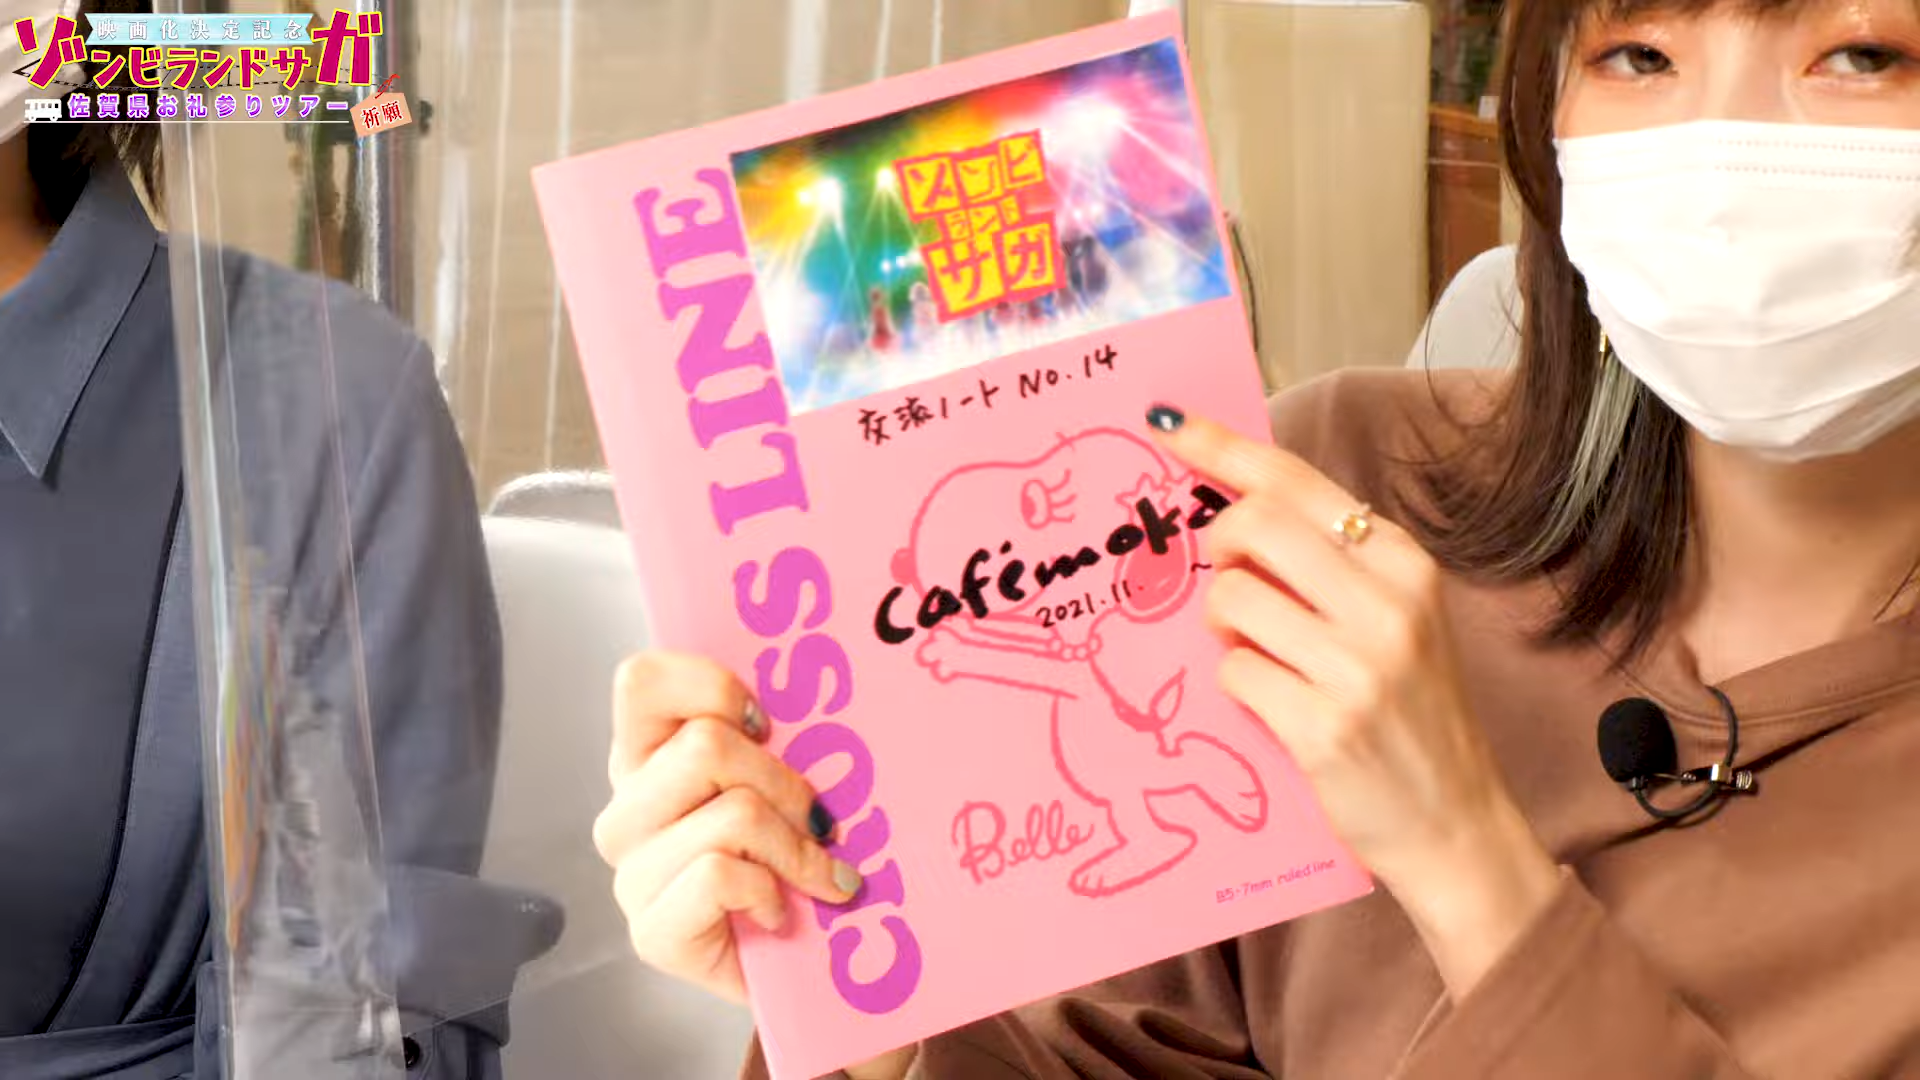 映画化決定記念
ゾンビランドサガ
佐賀県お礼参りツアー
祈願
CROSS LINE
ゾンビ
ランド
サガ
交流ノート No.14
cafémoka
2021.11. ~
Belle
B5・7mm ruled line